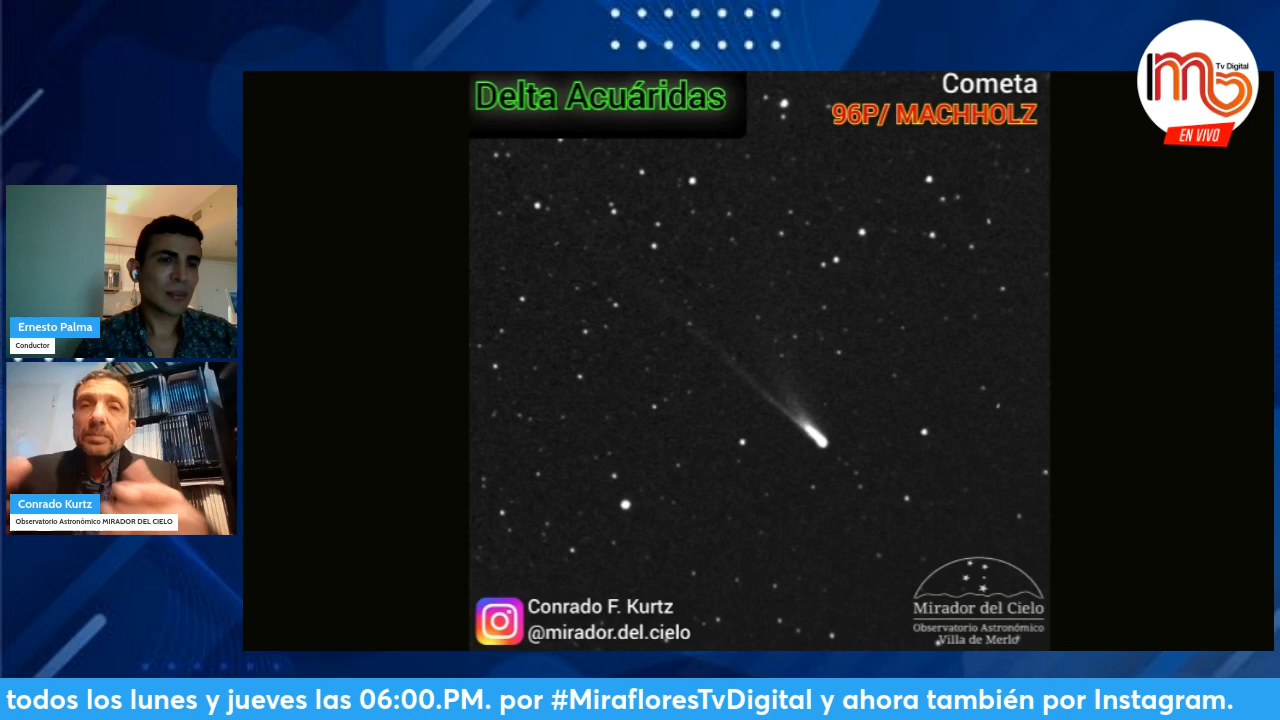 Delta Acuáridas
Cometa
96P/ MACHHOLZ
Tv Digital
EN VIVO
Ernesto Palma
Conductor
Conrado Kurtz
Observatorio Astronómico MIRADOR DEL CIELO
Conrado F. Kurtz
@mirador.del.cielo
Mirador del Cielo
Observatorio Astronómico
Villa de Merlo
todos los lunes y jueves las 06:00.PM. por #MirafloresTvDigital y ahora también por Instagram.